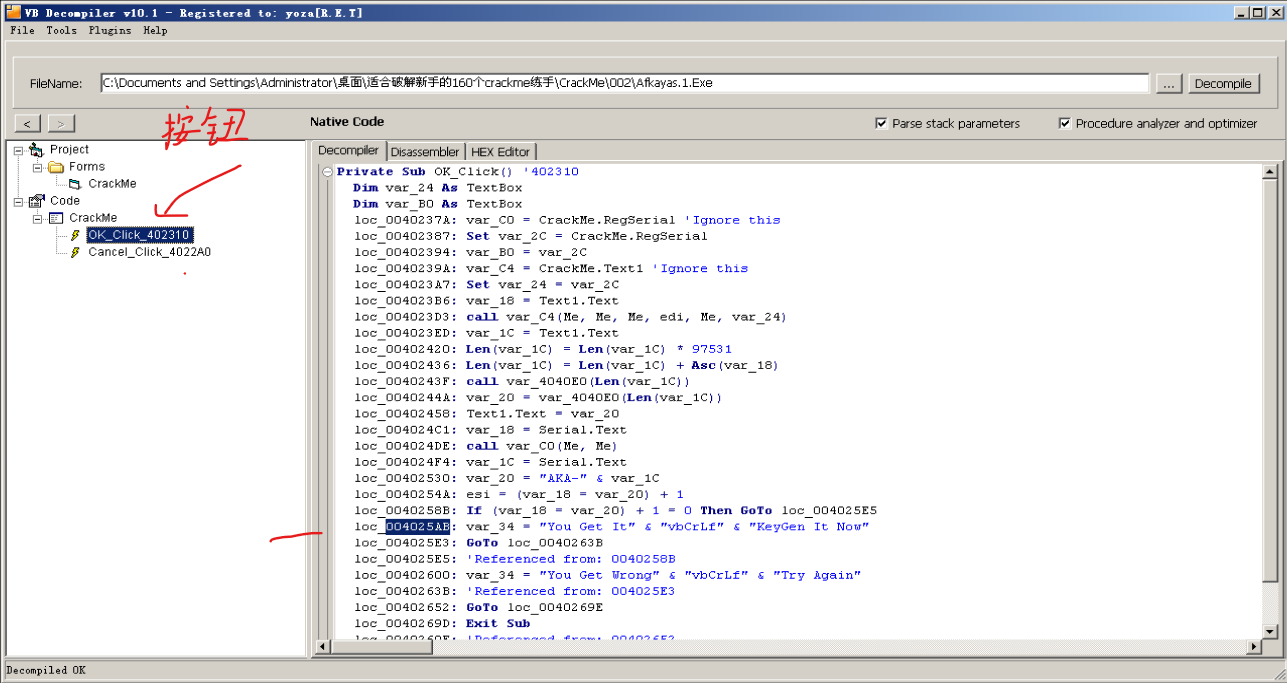 VB Decompiler v10.1 - Registered to: yoza[R.E.T]
File Tools Plugins Help
FileName: C:\Documents and Settings\Administrator\桌面\适合破解新手的160个crackme练手\CrackMe\002\Afkayas.1.Exe ... Decompile
< > 按钮 Native Code Parse stack parameters Procedure analyzer and optimizer
Project
Forms
CrackMe
Code
CrackMe
OK_Click_402310
Cancel_Click_4022A0
Decompiler Disassembler HEX Editor
Private Sub OK_Click() '402310
Dim var_24 As TextBox
Dim var_B0 As TextBox
loc_0040237A: var_C0 = CrackMe.RegSerial 'Ignore this
loc_00402387: Set var_2C = CrackMe.RegSerial
loc_00402394: var_B0 = var_2C
loc_0040239A: var_C4 = CrackMe.Text1 'Ignore this
loc_004023A7: Set var_24 = var_2C
loc_004023B6: var_18 = Text1.Text
loc_004023D3: call var_C4(Me, Me, Me, edi, Me, var_24)
loc_004023ED: var_1C = Text1.Text
loc_00402420: Len(var_1C) = Len(var_1C) * 97531
loc_00402436: Len(var_1C) = Len(var_1C) + Asc(var_18)
loc_0040243F: call var_4040E0(Len(var_1C))
loc_0040244A: var_20 = var_4040E0(Len(var_1C))
loc_00402458: Text1.Text = var_20
loc_004024C1: var_18 = Serial.Text
loc_004024DE: call var_C0(Me, Me)
loc_004024F4: var_1C = Serial.Text
loc_00402530: var_20 = "AKA-" & var_1C
loc_0040254A: esi = (var_18 = var_20) + 1
loc_0040258B: If (var_18 = var_20) + 1 = 0 Then GoTo loc_004025E5
loc_004025AB: var_34 = "You Get It" & "vbCrLf" & "KeyGen It Now"
loc_004025E3: GoTo loc_0040263B
loc_004025E5: 'Referenced from: 0040258B
loc_00402600: var_34 = "You Get Wrong" & "vbCrLf" & "Try Again"
loc_0040263B: 'Referenced from: 004025E3
loc_00402652: GoTo loc_0040269E
loc_0040269D: Exit Sub
loc_0040269E: 'Referenced from: 00402652
Decompiled OK